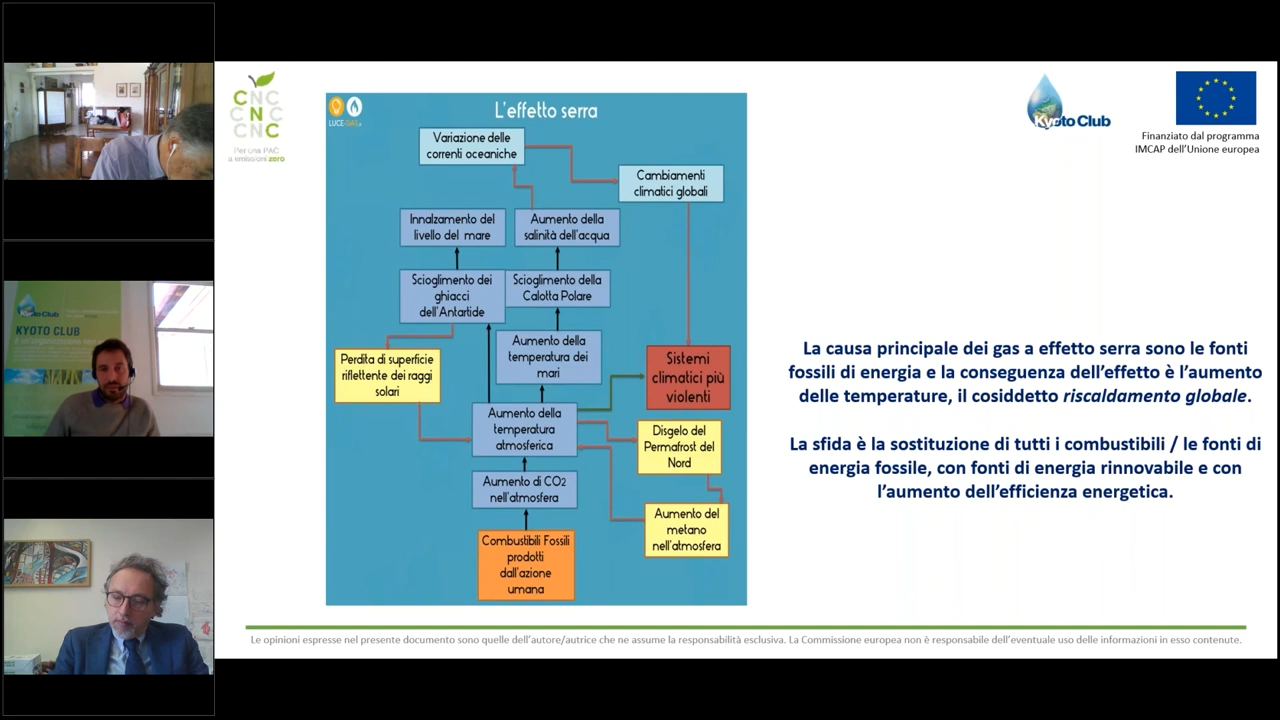 Kyoto Club
KYOTO CLUB
CNC
CNC
CNC
Per una PAC
a emissioni zero
LUCE-GAS.it
L'effetto serra
Variazione delle
correnti oceaniche
Cambiamenti
climatici globali
Innalzamento del
livello del mare
Aumento della
salinità dell'acqua
Scioglimento dei
ghiacci
dell'Antartide
Scioglimento della
Calotta Polare
Aumento della
temperatura dei
mari
Perdita di superficie
riflettente dei raggi
solari
Sistemi
climatici più
violenti
Aumento della
temperatura
atmosferica
Disgelo del
Permafrost del
Nord
Aumento di CO2
nell'atmosfera
Aumento del
metano
nell'atmosfera
Combustibili Fossili
prodotti
dall'azione
umana
Kyoto Club
Finanziato dal programma
IMCAP dell'Unione europea
La causa principale dei gas a effetto serra sono le fonti
fossili di energia e la conseguenza dell'effetto è l'aumento
delle temperature, il cosiddetto riscaldamento globale.
La sfida è la sostituzione di tutti i combustibili / le fonti di
energia fossile, con fonti di energia rinnovabile e con
l'aumento dell'efficienza energetica.
Le opinioni espresse nel presente documento sono quelle dell'autore/autrice che ne assume la responsabilità esclusiva. La Commissione europea non è responsabile dell'eventuale uso delle informazioni in esso contenute.